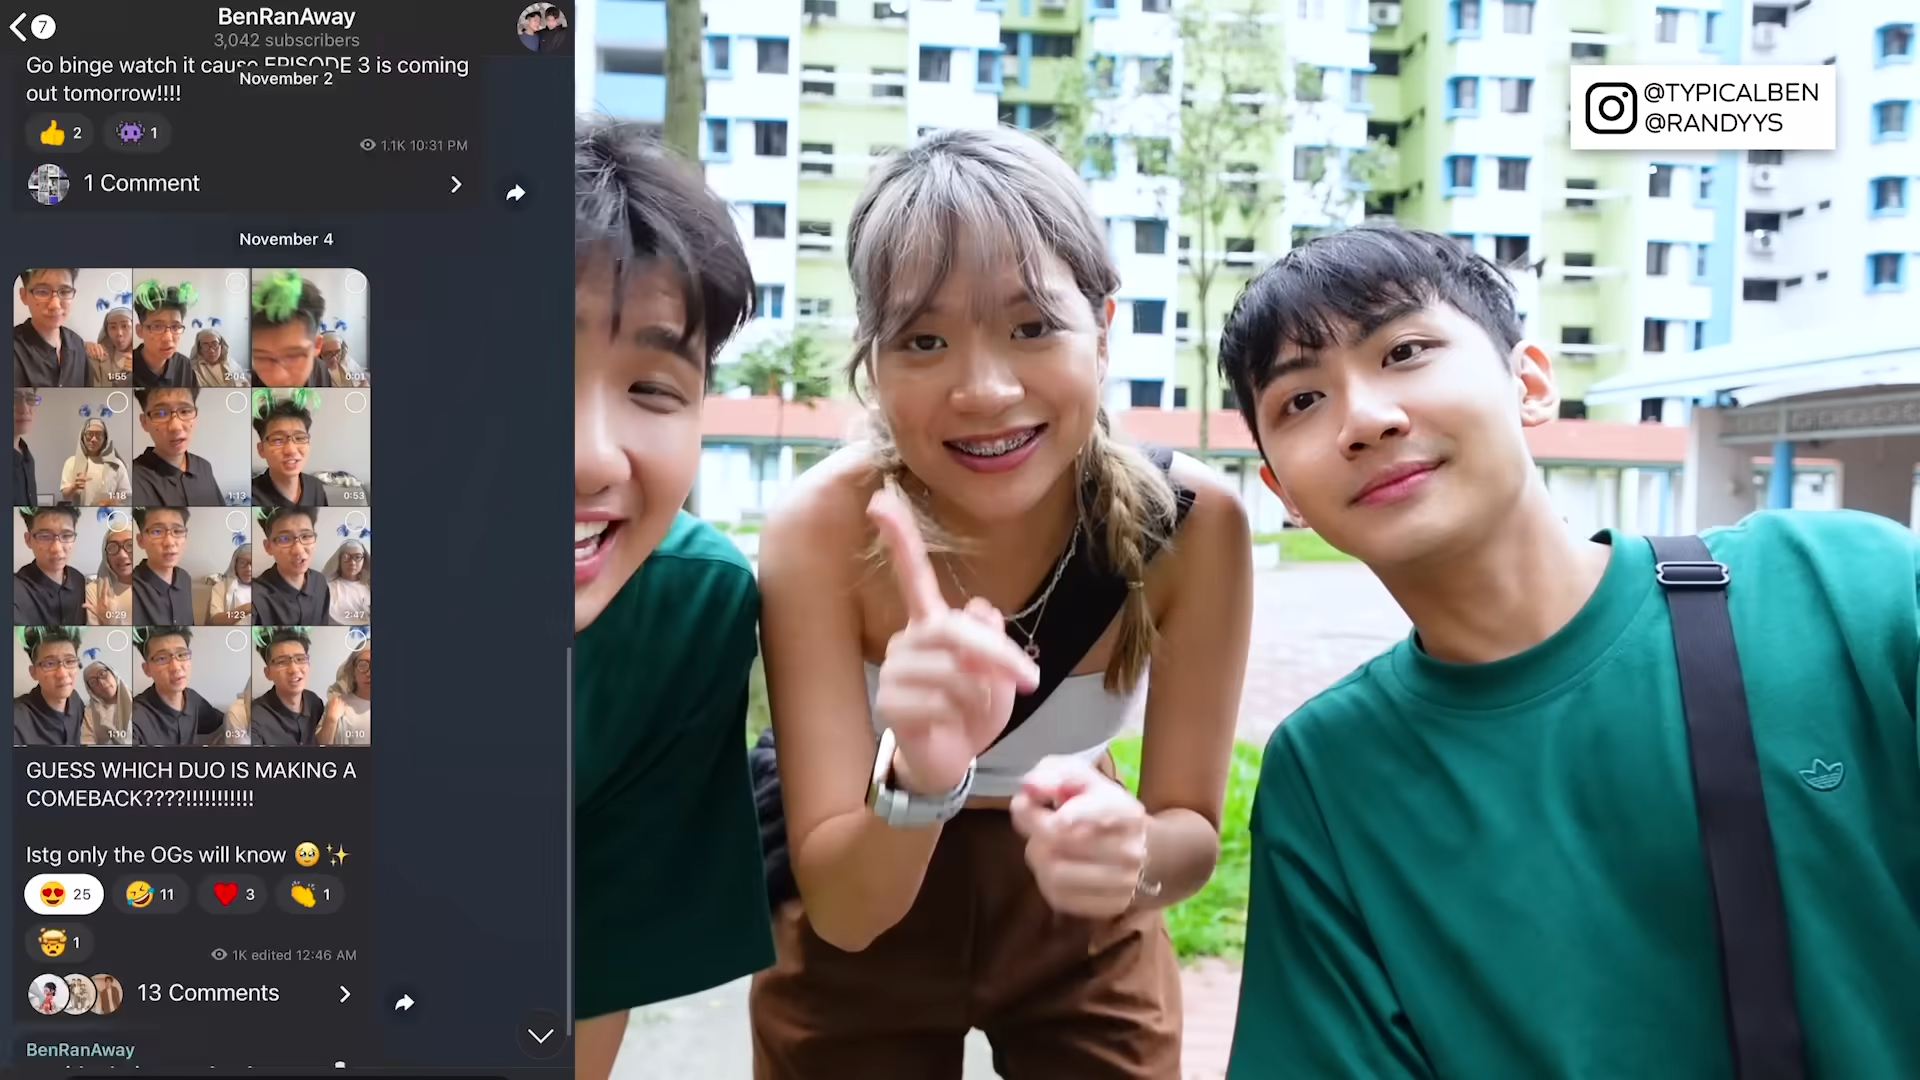 7
BenRanAway
3,042 subscribers
Go binge watch it cause EPISODE 3 is coming
November 2
out tomorrow!!!!
2
1
1.1K 10:31 PM
1 Comment
November 4
1:55
2:04
0:01
1:18
1:13
0:53
0:29
1:23
2:47
1:10
0:37
0:10
GUESS WHICH DUO IS MAKING A
COMEBACK????!!!!!!!!!!!
Istg only the OGs will know 🥹✨
25
11
3
1
1
1K edited 12:46 AM
13 Comments
BenRanAway
@TYPICALBEN
@RANDYYS